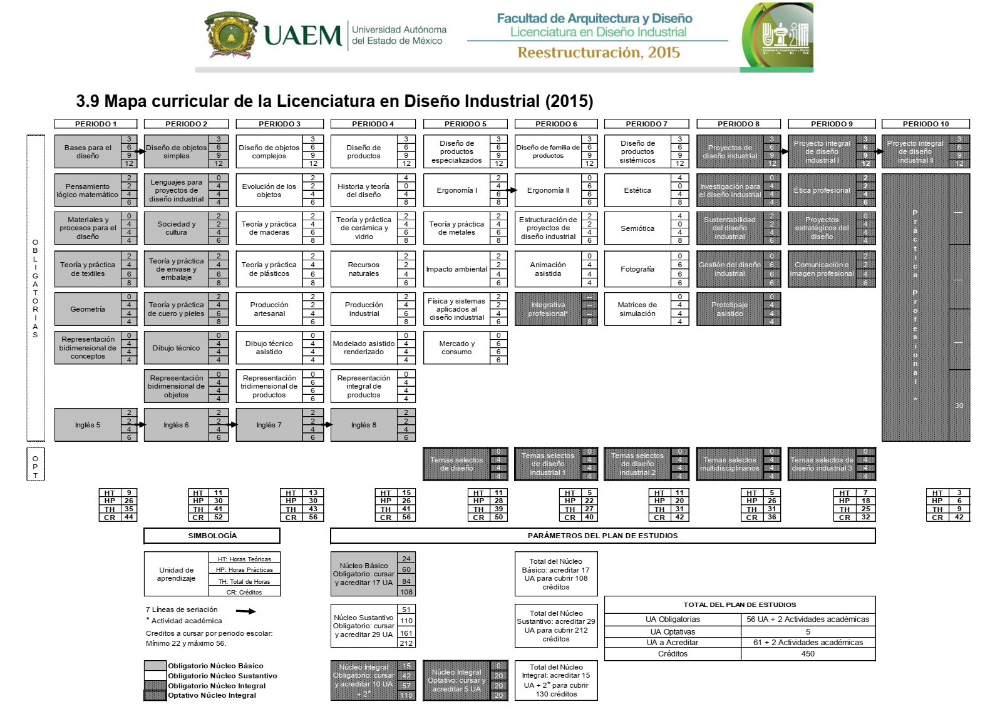 UAEM
Universidad Autónoma
del Estado de México
Facultad de Arquitectura y Diseño
Licenciatura en Diseño Industrial
Reestructuración, 2015
Facultad de Arquitectura y Diseño
U A E M
3.9 Mapa curricular de la Licenciatura en Diseño Industrial (2015)
PERIODO 1
PERIODO 2
PERIODO 3
PERIODO 4
PERIODO 5
PERIODO 6
PERIODO 7
PERIODO 8
PERIODO 9
PERIODO 10
OBLIGATORIAS
Bases para el
diseño
3
6
9
12
Diseño de objetos
simples
3
6
9
12
Diseño de objetos
complejos
3
6
9
12
Diseño de
productos
3
6
9
12
Diseño de
productos
especializados
3
6
9
12
Diseño de familia de
productos
3
6
9
12
Diseño de
productos
sistémicos
3
6
9
12
Proyectos de
diseño industrial
3
6
9
12
Proyecto integral
de diseño
industrial I
3
6
9
12
Proyecto integral
de diseño
industrial II
3
6
9
12
Pensamiento
lógico matemático
2
2
4
6
Lenguajes para
proyectos de
diseño industrial
0
4
4
4
Evolución de los
objetos
2
2
4
6
Historia y teoría
del diseño
4
0
4
8
Ergonomía I
2
4
6
8
Ergonomía II
0
6
6
6
Estética
4
0
4
8
Investigación para
el diseño industrial
0
4
4
4
Ética profesional
2
2
4
6
Práctica Profesional *
—
—
—
30
Materiales y
procesos para el
diseño
0
4
4
4
Sociedad y
cultura
2
2
4
6
Teoría y práctica
de maderas
2
4
6
8
Teoría y práctica
de cerámica y
vidrio
2
4
6
8
Teoría y práctica
de metales
2
4
6
8
Estructuración de
proyectos de
diseño industrial
2
2
4
6
Semiótica
4
0
4
8
Sustentabilidad
del diseño
industrial
2
2
4
6
Proyectos
estratégicos del
diseño
0
4
4
4
Teoría y práctica
de textiles
2
4
6
8
Teoría y práctica
de envase y
embalaje
2
4
6
8
Teoría y práctica
de plásticos
2
4
6
8
Recursos
naturales
2
2
4
6
Impacto ambiental
2
2
4
6
Animación
asistida
0
4
4
4
Fotografía
0
6
6
6
Gestión del diseño
industrial
0
6
6
6
Comunicación e
imagen profesional
2
2
4
6
Geometría
0
4
4
4
Teoría y práctica
de cuero y pieles
2
4
6
8
Producción
artesanal
2
2
4
6
Producción
industrial
2
4
6
8
Física y sistemas
aplicados al
diseño industrial
2
2
4
6
Integrativa
profesional*
--
--
--
8
Matrices de
simulación
0
4
4
4
Prototipaje
asistido
0
4
4
4
Representación
bidimensional de
conceptos
0
4
4
4
Dibujo técnico
0
4
4
4
Dibujo técnico
asistido
0
4
4
4
Modelado asistido
renderizado
0
4
4
4
Mercado y
consumo
0
6
6
6
Representación
bidimensional de
objetos
0
4
4
4
Representación
tridimensional de
productos
0
6
6
6
Representación
integral de
productos
0
4
4
4
Inglés 5
2
2
4
6
Inglés 6
2
2
4
6
Inglés 7
2
2
4
6
Inglés 8
2
2
4
6
OPT
Temas selectos
de diseño
0
4
4
4
Temas selectos
de diseño
industrial 1
0
4
4
4
Temas selectos
de diseño
industrial 2
0
4
4
4
Temas selectos
multidisciplinarios
0
4
4
4
Temas selectos de
diseño industrial 3
0
4
4
4
HT 9 HT 11 HT 13 HT 15 HT 11 HT 5 HT 11 HT 5 HT 7 HT 3
HP 26 HP 30 HP 30 HP 26 HP 28 HP 22 HP 20 HP 26 HP 18 HP 6
TH 35 TH 41 TH 43 TH 41 TH 39 TH 27 TH 31 TH 31 TH 25 TH 9
CR 44 CR 52 CR 56 CR 56 CR 50 CR 40 CR 42 CR 36 CR 32 CR 42
SIMBOLOGÍA
Unidad de
aprendizaje
HT: Horas Teóricas
HP: Horas Prácticas
TH: Total de Horas
CR: Créditos
7 Líneas de seriación
* Actividad académica
Creditos a cursar por periodo escolar:
Mínimo 22 y máximo 56.
Obligatorio Núcleo Básico
Obligatorio Núcleo Sustantivo
Obligatorio Núcleo Integral
Optativo Núcleo Integral
PARÁMETROS DEL PLAN DE ESTUDIOS
Núcleo Básico
Obligatorio: cursar
y acreditar 17 UA
24
60
84
108
Total del Núcleo
Básico: acreditar 17
UA para cubrir 108
créditos
Núcleo Sustantivo
Obligatorio: cursar
y acreditar 29 UA
51
110
161
212
Total del Núcleo
Sustantivo: acreditar 29
UA para cubrir 212
créditos
Núcleo Integral
Obligatorio: cursar
y acreditar 10 UA
+ 2*
15
42
57
110
Núcleo Integral
Optativo: cursar y
acreditar 5 UA
0
20
20
20
Total del Núcleo
Integral: acreditar 15
UA + 2* para cubrir
130 créditos
TOTAL DEL PLAN DE ESTUDIOS
UA Obligatorias 56 UA + 2 Actividades académicas
UA Optativas 5
UA a Acreditar 61 + 2 Actividades académicas
Créditos 450